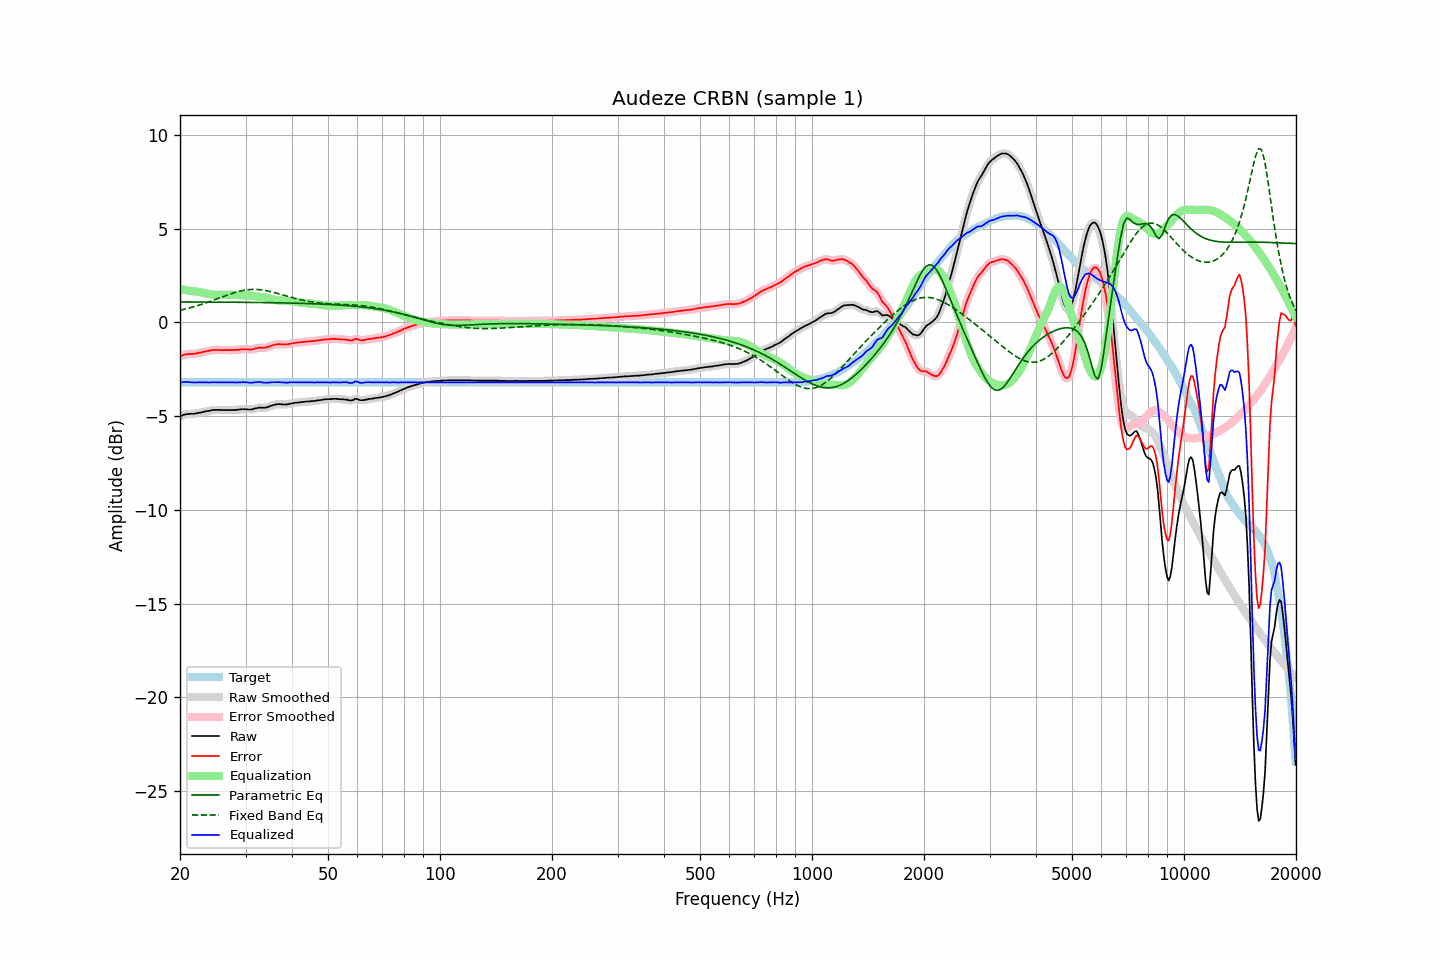 Audeze CRBN (sample 1)
10
5
0
−5
−10
−15
−20
−25
Amplitude (dBr)
Target
Raw Smoothed
Error Smoothed
Raw
Error
Equalization
Parametric Eq
Fixed Band Eq
Equalized
20 50 100 200 500 1000 2000 5000 10000 20000
Frequency (Hz)